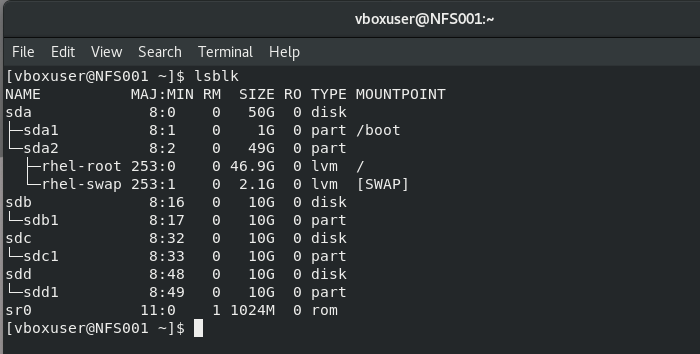 vboxuser@NFS001:~
File Edit View Search Terminal Help
[vboxuser@NFS001 ~]$ lsblk
NAME          MAJ:MIN RM  SIZE RO TYPE MOUNTPOINT
sda             8:0    0   50G  0 disk
├─sda1          8:1    0    1G  0 part /boot
└─sda2          8:2    0   49G  0 part
  ├─rhel-root 253:0    0 46.9G  0 lvm  /
  └─rhel-swap 253:1    0  2.1G  0 lvm  [SWAP]
sdb             8:16   0   10G  0 disk
└─sdb1          8:17   0   10G  0 part
sdc             8:32   0   10G  0 disk
└─sdc1          8:33   0   10G  0 part
sdd             8:48   0   10G  0 disk
└─sdd1          8:49   0   10G  0 part
sr0            11:0    1 1024M  0 rom
[vboxuser@NFS001 ~]$